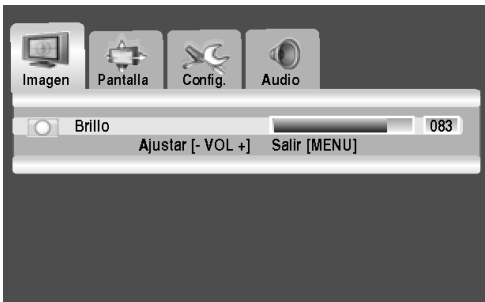 Imagen Pantalla Config. Audio
Brillo 083
Ajustar [- VOL +] Salir [MENU]